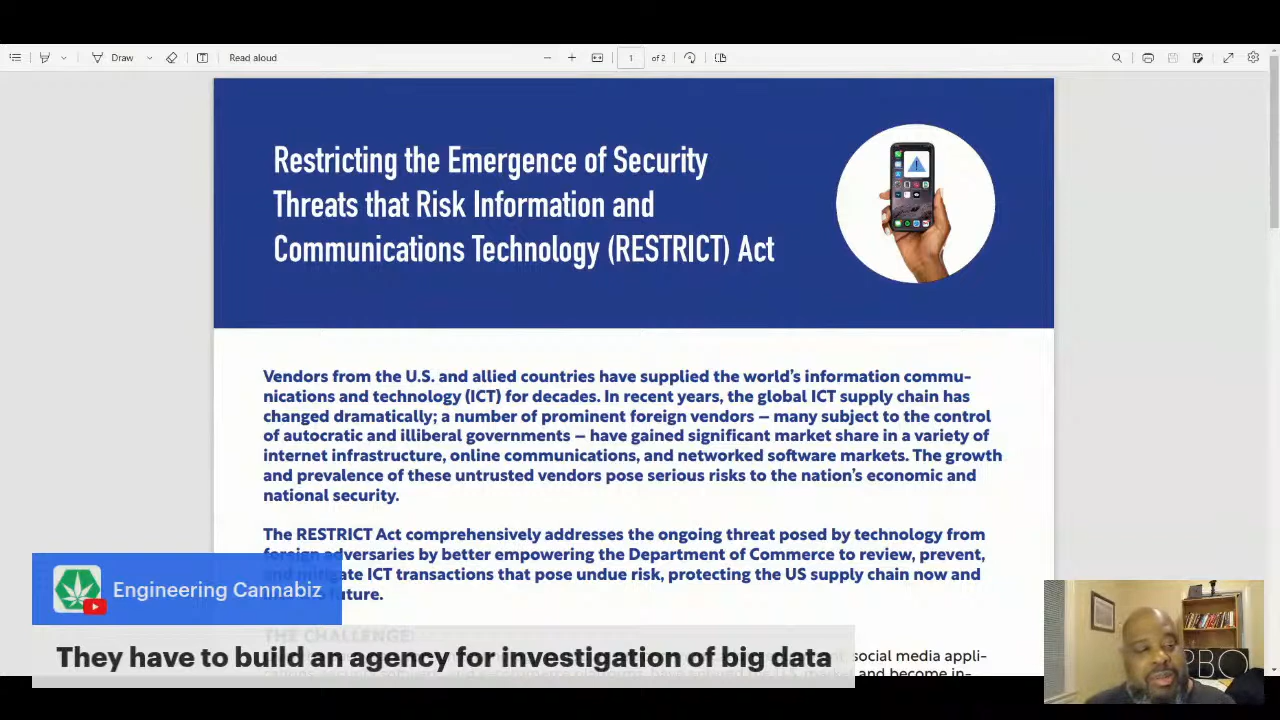 Draw
Read aloud
1
of 2
Restricting the Emergence of Security
Threats that Risk Information and
Communications Technology (RESTRICT) Act
Vendors from the U.S. and allied countries have supplied the world's information commu-
nications and technology (ICT) for decades. In recent years, the global ICT supply chain has
changed dramatically; a number of prominent foreign vendors – many subject to the control
of autocratic and illiberal governments – have gained significant market share in a variety of
internet infrastructure, online communications, and networked software markets. The growth
and prevalence of these untrusted vendors pose serious risks to the nation's economic and
national security.
The RESTRICT Act comprehensively addresses the ongoing threat posed by technology from
foreign adversaries by better empowering the Department of Commerce to review, prevent,
and mitigate ICT transactions that pose undue risk, protecting the US supply chain now and
future.
THE CHALLENGE:
social media appli-
and become in-
Engineering Cannabiz
They have to build an agency for investigation of big data
PBO